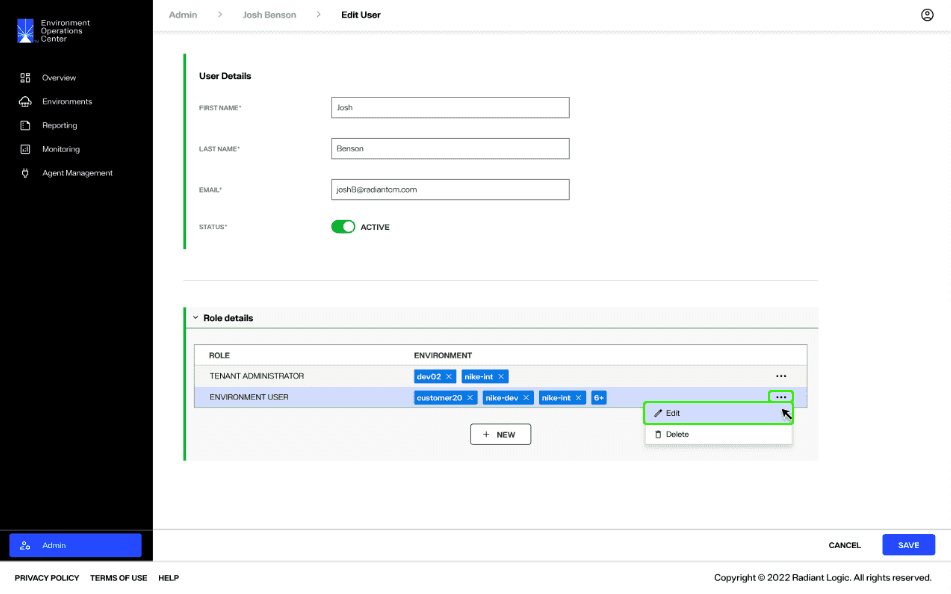 Environment
Operations
Center
Admin > Josh Benson > Edit User
Overview
Environments
Reporting
Monitoring
Agent Management
User Details
FIRST NAME* Josh
LAST NAME* Benson
EMAIL* joshB@radiantom.com
STATUS* ACTIVE
Role details
ROLE ENVIRONMENT
TENANT ADMINISTRATOR dev02 × nike-int × ...
ENVIRONMENT USER customer20 × nike-dev × nike-int × 6+ ...
Edit
Delete
+ NEW
Admin
CANCEL SAVE
PRIVACY POLICY TERMS OF USE HELP
Copyright © 2022 Radiant Logic. All rights reserved.